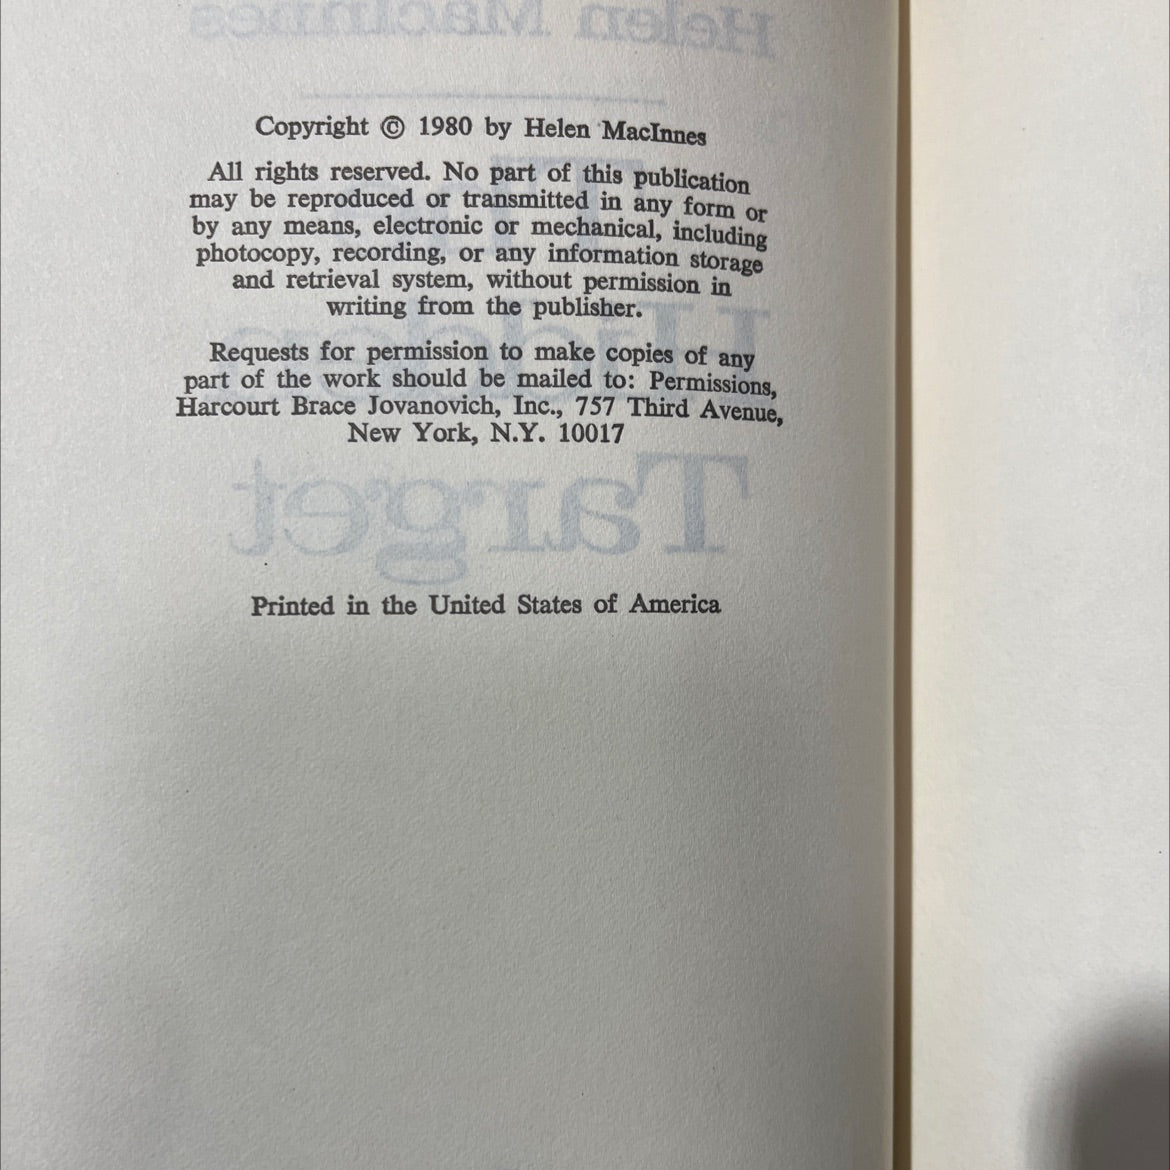 Helen MacInnes
Copyright © 1980 by Helen MacInnes
All rights reserved. No part of this publication
may be reproduced or transmitted in any form or
by any means, electronic or mechanical, including
photocopy, recording, or any information storage
and retrieval system, without permission in
writing from the publisher.
Requests for permission to make copies of any
part of the work should be mailed to: Permissions,
Harcourt Brace Jovanovich, Inc., 757 Third Avenue,
New York, N.Y. 10017
Target
Printed in the United States of America